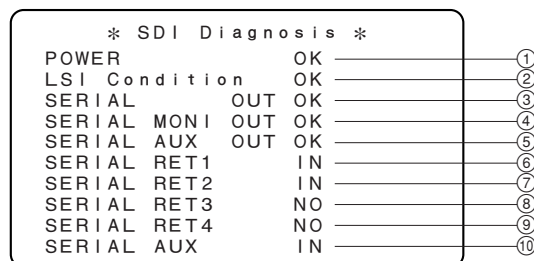 * SDI Diagnosis *
POWER OK ①
LSI Condition OK ②
SERIAL OUT OK ③
SERIAL MONI OUT OK ④
SERIAL AUX OUT OK ⑤
SERIAL RET1 IN ⑥
SERIAL RET2 IN ⑦
SERIAL RET3 NO ⑧
SERIAL RET4 NO ⑨
SERIAL AUX IN ⑩